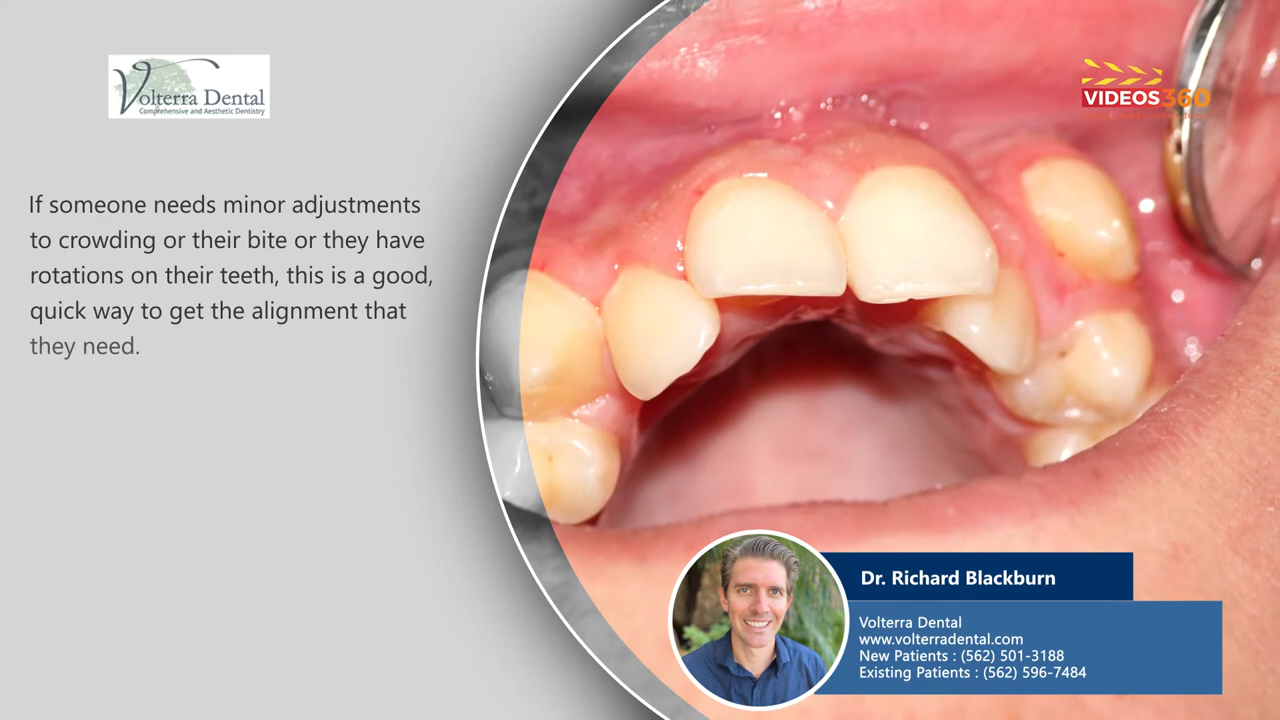 Volterra Dental
Comprehensive and Aesthetic Dentistry
VIDEOS360
If someone needs minor adjustments
to crowding or their bite or they have
rotations on their teeth, this is a good,
quick way to get the alignment that
they need.
Dr. Richard Blackburn
Volterra Dental
www.volterradental.com
New Patients : (562) 501-3188
Existing Patients : (562) 596-7484